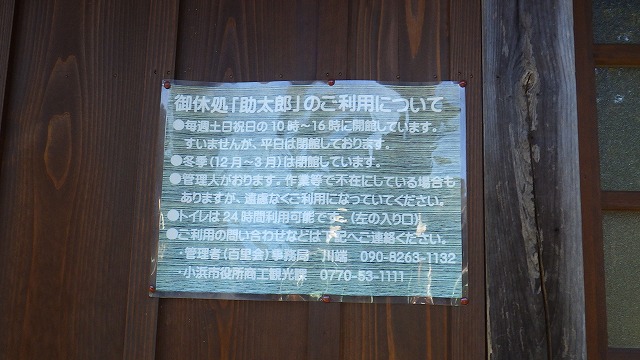 御休処「助太郎」のご利用について
●毎週土日祝日の10時～16時に開館しています。
すいませんが、平日は閉館しております。
●冬季(12月～3月)は閉館しています。
●管理人がおります。作業等で不在にしている場合も
ありますが、遠慮なくご利用になっていてください。
●トイレは24時間利用可能です。(左の入り口)
●ご利用の問い合わせなどは下記へご連絡ください。
・管理者(百里会)事務局 川端 090-8263-1132
・小浜市役所商工観光課 0770-53-1111